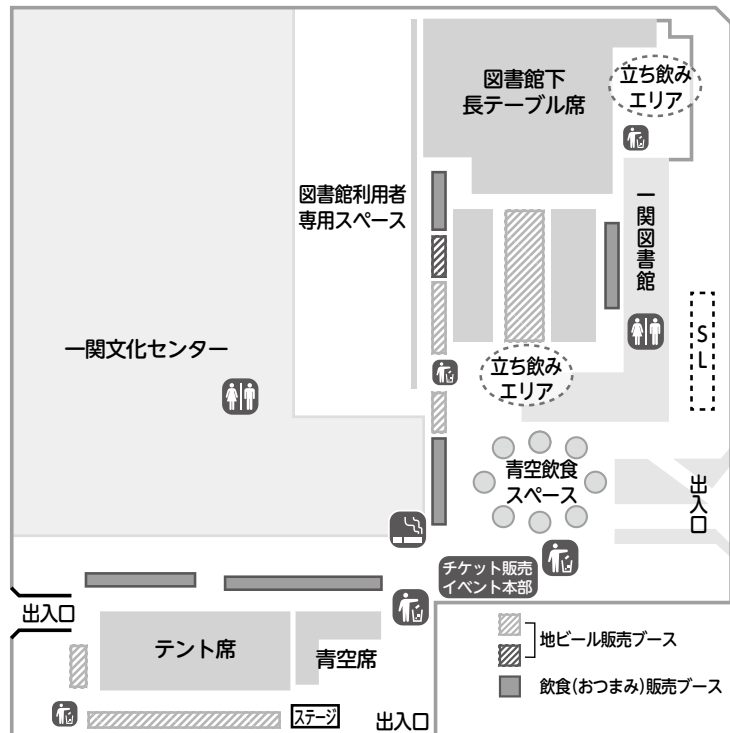 図書館下
長テーブル席
立ち飲み
エリア
図書館利用者
専用スペース
一関図書館
一関文化センター
SL
立ち飲み
エリア
青空飲食
スペース
出入口
チケット販売
イベント本部
出入口
テント席
青空席
ステージ
出入口
地ビール販売ブース
飲食(おつまみ)販売ブース